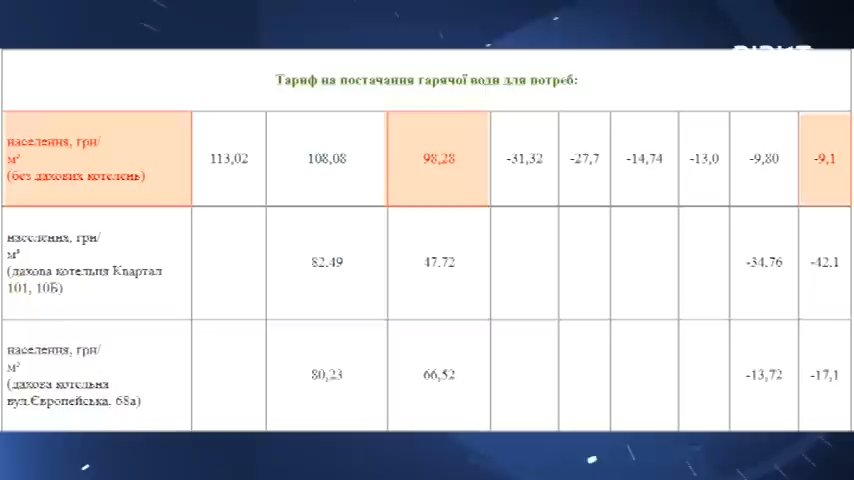 Тариф на постачання гарячої води для потреб:
населення, грн/
м³
(без дахових котелень)
113,02 108,08 98,28 -31,32 -27,7 -14,74 -13,0 -9,80 -9,1
населення, грн/
м³
(дахова котельня Квартал
101, 10Б)
82.49 47.72 -34.76 -42.1
населення, грн/
м³
(дахова котельня
вул.Європейська, 68а)
80,23 66,52 -13,72 -17,1